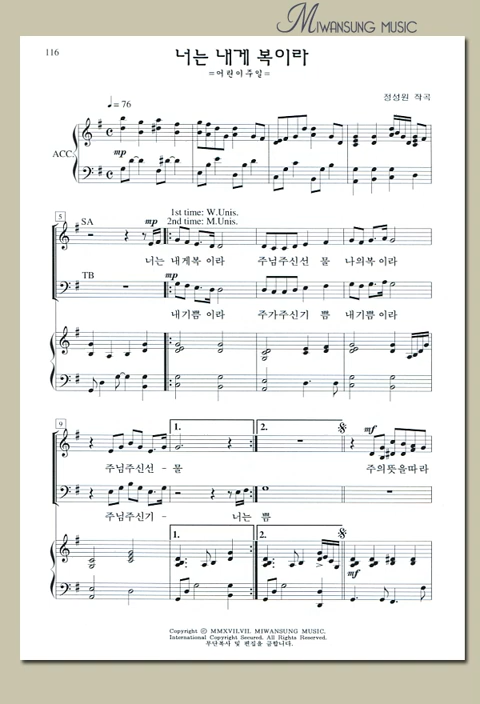 MIWANSUNG MUSIC
116
너는 내게 복이라
=어린이주일=
정성원 작곡
♩= 76
ACC.
mp
5
SA
mp
1st time: W.Unis.
2nd time: M.Unis.
너는 내게복 이라 주님주신선 물 나의복 이라
TB
mp
내기쁨 이라 주가주신기 쁨 내기쁨 이라
9
1.
2.
mf
주님주신선 - 물 주의뜻을따라
주님주신기 - 너는 쁨
1.
2.
mf
Copyright ⓒ MMXVII.VII. MIWANSUNG MUSIC.
International Copyright Secured. All Rights Reserved.
무단복사 및 편집을 금합니다.